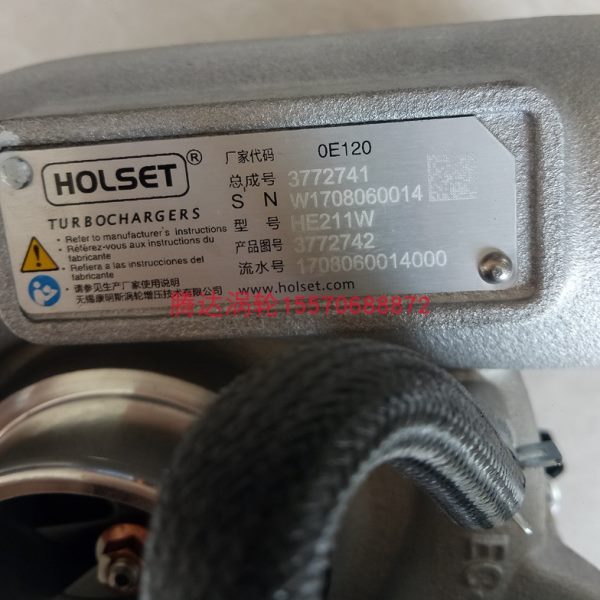 HOLSET®
TURBOCHARGERS
• Refer to manufacturer's instructions
• Référez-vous aux instructions du
fabricante
• Refiera a las instrucciones del
fabricante
• 请参见生产厂家使用说明
无锡康明斯涡轮增压技术有限公司
厂家代码 0E120
总成号 3772741
S N W1708060014
型 号 HE211W
产品图号 3772742
流水号 1708060014000
www.holset.com
腾达涡轮15570688872
EC